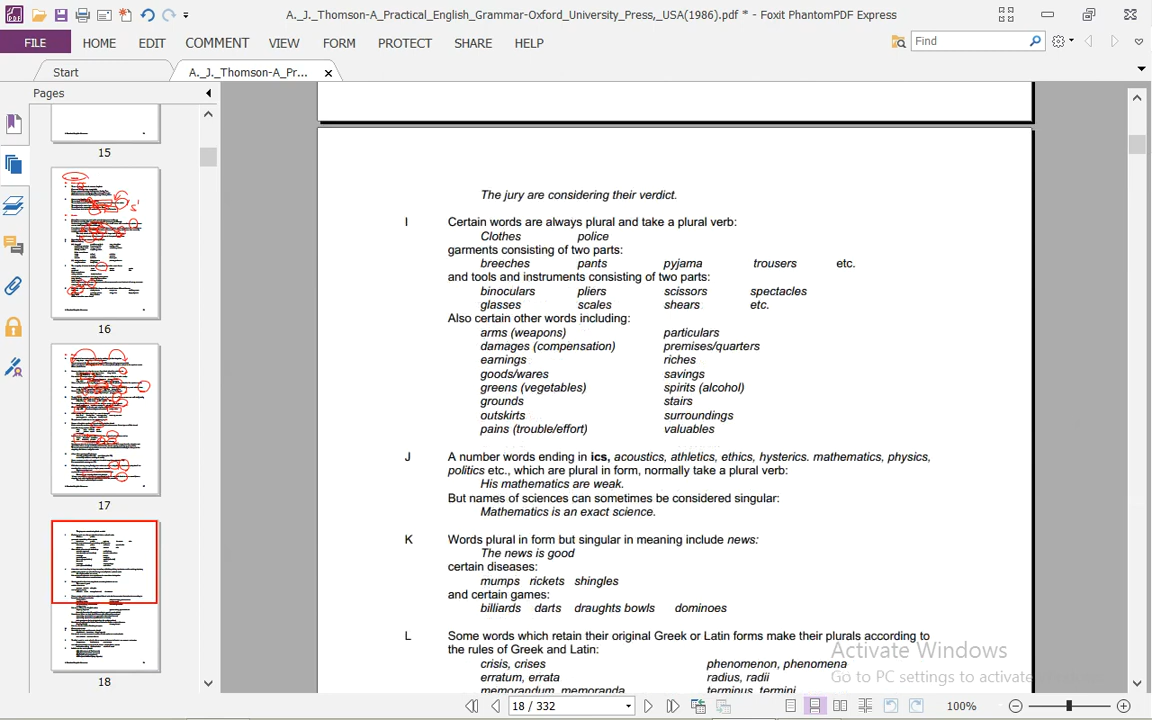 A._J._Thomson-A_Practical_English_Grammar-Oxford_University_Press,_USA(1986).pdf * - Foxit PhantomPDF Express
FILE HOME EDIT COMMENT VIEW FORM PROTECT SHARE HELP Find
Start A._J._Thomson-A_Pr...
Pages
15
16
17
18
The jury are considering their verdict.
I Certain words are always plural and take a plural verb:
Clothes police
garments consisting of two parts:
breeches pants pyjama trousers etc.
and tools and instruments consisting of two parts:
binoculars pliers scissors spectacles
glasses scales shears etc.
Also certain other words including:
arms (weapons) particulars
damages (compensation) premises/quarters
earnings riches
goods/wares savings
greens (vegetables) spirits (alcohol)
grounds stairs
outskirts surroundings
pains (trouble/effort) valuables
J A number words ending in ics, acoustics, athletics, ethics, hysterics. mathematics, physics,
politics etc., which are plural in form, normally take a plural verb:
His mathematics are weak.
But names of sciences can sometimes be considered singular:
Mathematics is an exact science.
K Words plural in form but singular in meaning include news:
The news is good
certain diseases:
mumps rickets shingles
and certain games:
billiards darts draughts bowls dominoes
L Some words which retain their original Greek or Latin forms make their plurals according to
the rules of Greek and Latin:
crisis, crises phenomenon, phenomena
erratum, errata radius, radii
memorandum, memoranda terminus, termini
Activate Windows
Go to PC settings to activate
18 / 332
100%